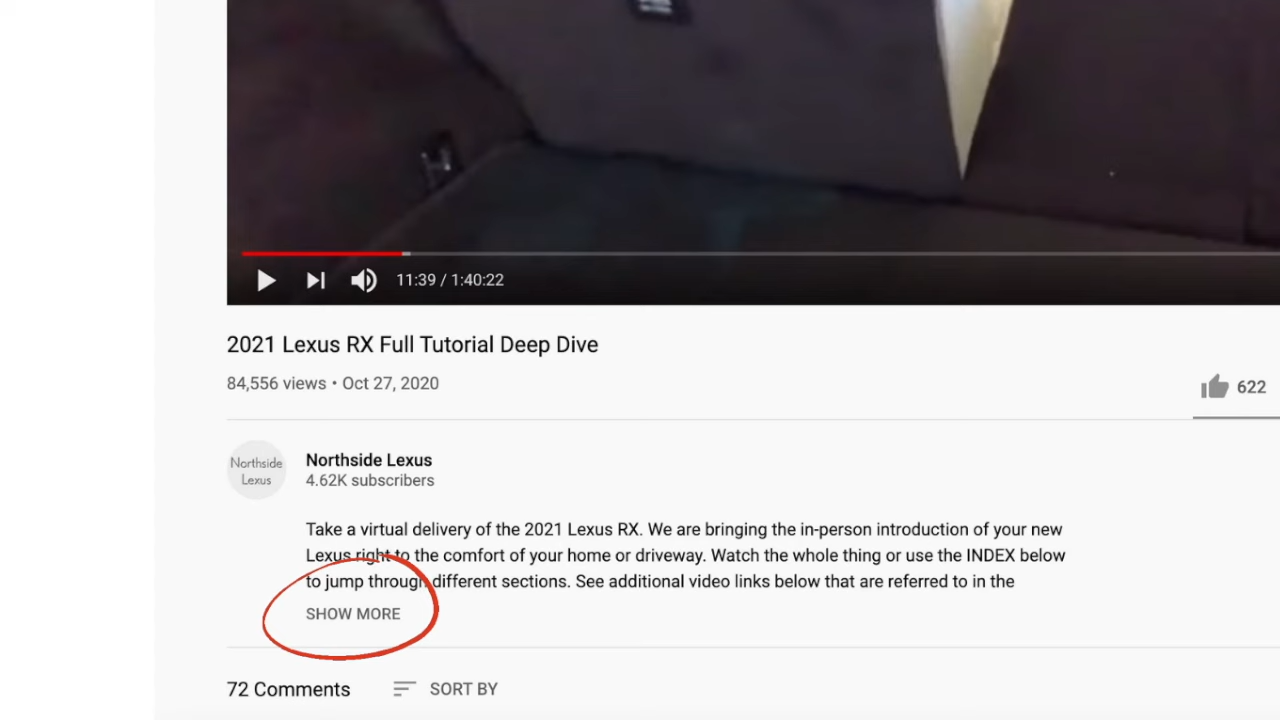 11:39 / 1:40:22
2021 Lexus RX Full Tutorial Deep Dive
84,556 views • Oct 27, 2020
622
Northside
Lexus
Northside Lexus
4.62K subscribers
Take a virtual delivery of the 2021 Lexus RX. We are bringing the in-person introduction of your new
Lexus right to the comfort of your home or driveway. Watch the whole thing or use the INDEX below
to jump through different sections. See additional video links below that are referred to in the
SHOW MORE
72 Comments
SORT BY